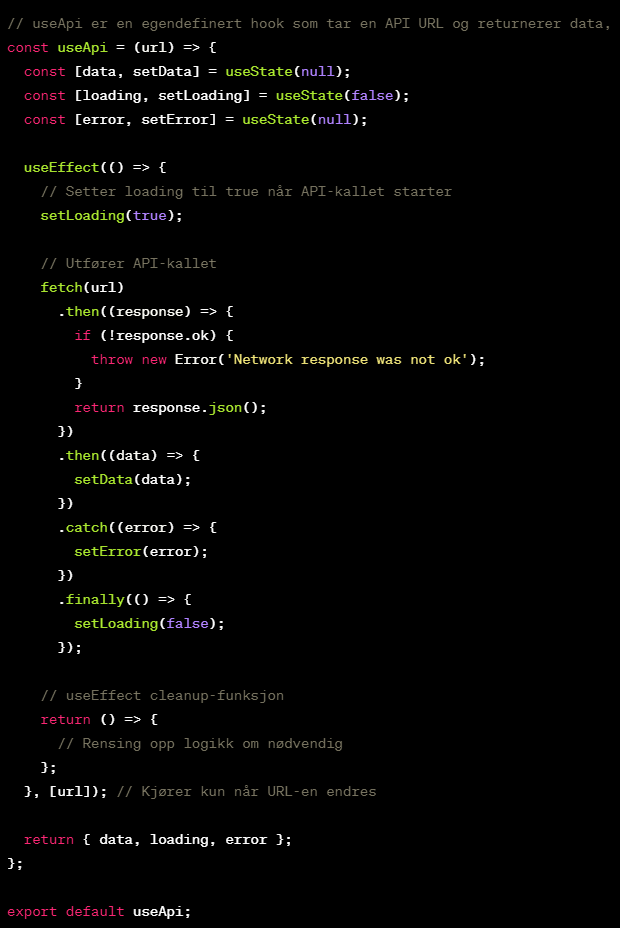 // useApi er en egendefinert hook som tar en API URL og returnerer data,
const useApi = (url) => {
  const [data, setData] = useState(null);
  const [loading, setLoading] = useState(false);
  const [error, setError] = useState(null);

  useEffect(() => {
    // Setter loading til true når API-kallet starter
    setLoading(true);

    // Utfører API-kallet
    fetch(url)
      .then((response) => {
        if (!response.ok) {
          throw new Error('Network response was not ok');
        }
        return response.json();
      })
      .then((data) => {
        setData(data);
      })
      .catch((error) => {
        setError(error);
      })
      .finally(() => {
        setLoading(false);
      });

    // useEffect cleanup-funksjon
    return () => {
      // Rensing opp logikk om nødvendig
    };
  }, [url]); // Kjører kun når URL-en endres

  return { data, loading, error };
};

export default useApi;